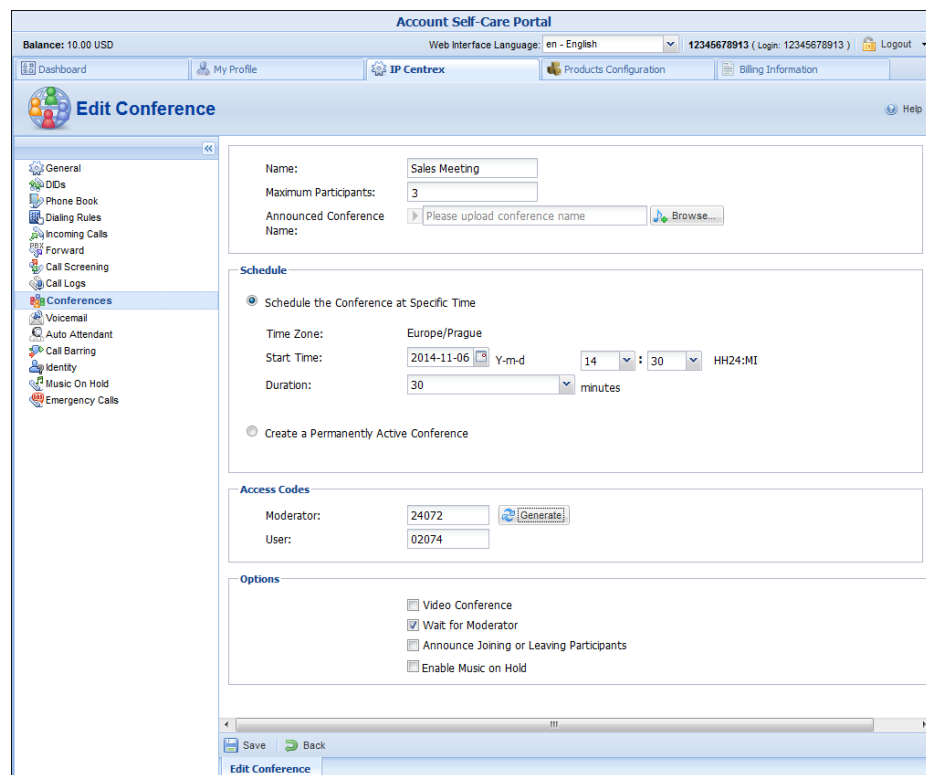 Account Self-Care Portal
Balance: 10.00 USD Web Interface Language: en - English 12345678913 ( Login: 12345678913 ) Logout
Dashboard My Profile IP Centrex Products Configuration Billing Information
Edit Conference Help
General
DIDs
Phone Book
Dialing Rules
Incoming Calls
PBX Forward
Call Screening
Call Logs
Conferences
Voicemail
Auto Attendant
Call Barring
Identity
Music On Hold
Emergency Calls
Name: Sales Meeting
Maximum Participants: 3
Announced Conference Name: Please upload conference name Browse...
Schedule
Schedule the Conference at Specific Time
Time Zone: Europe/Prague
Start Time: 2014-11-06 Y-m-d 14 : 30 HH24:MI
Duration: 30 minutes
Create a Permanently Active Conference
Access Codes
Moderator: 24072 Generate
User: 02074
Options
Video Conference
Wait for Moderator
Announce Joining or Leaving Participants
Enable Music on Hold
Save Back
Edit Conference